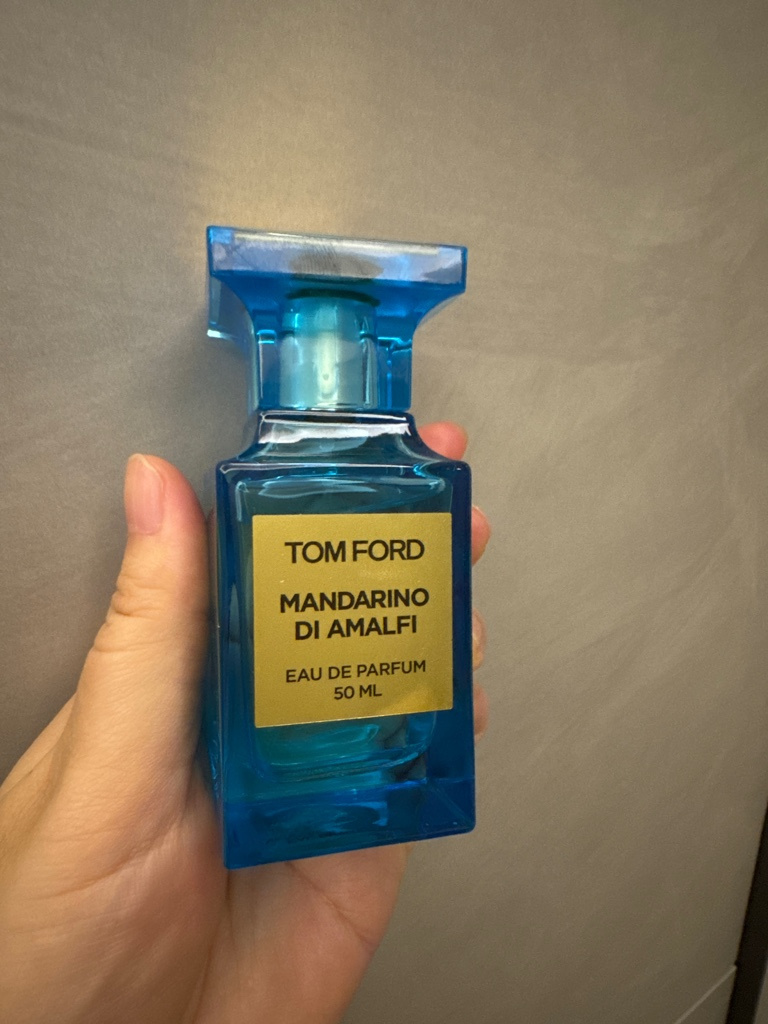 TOM FORD
MANDARINO
DI AMALFI
EAU DE PARFUM
50 ML